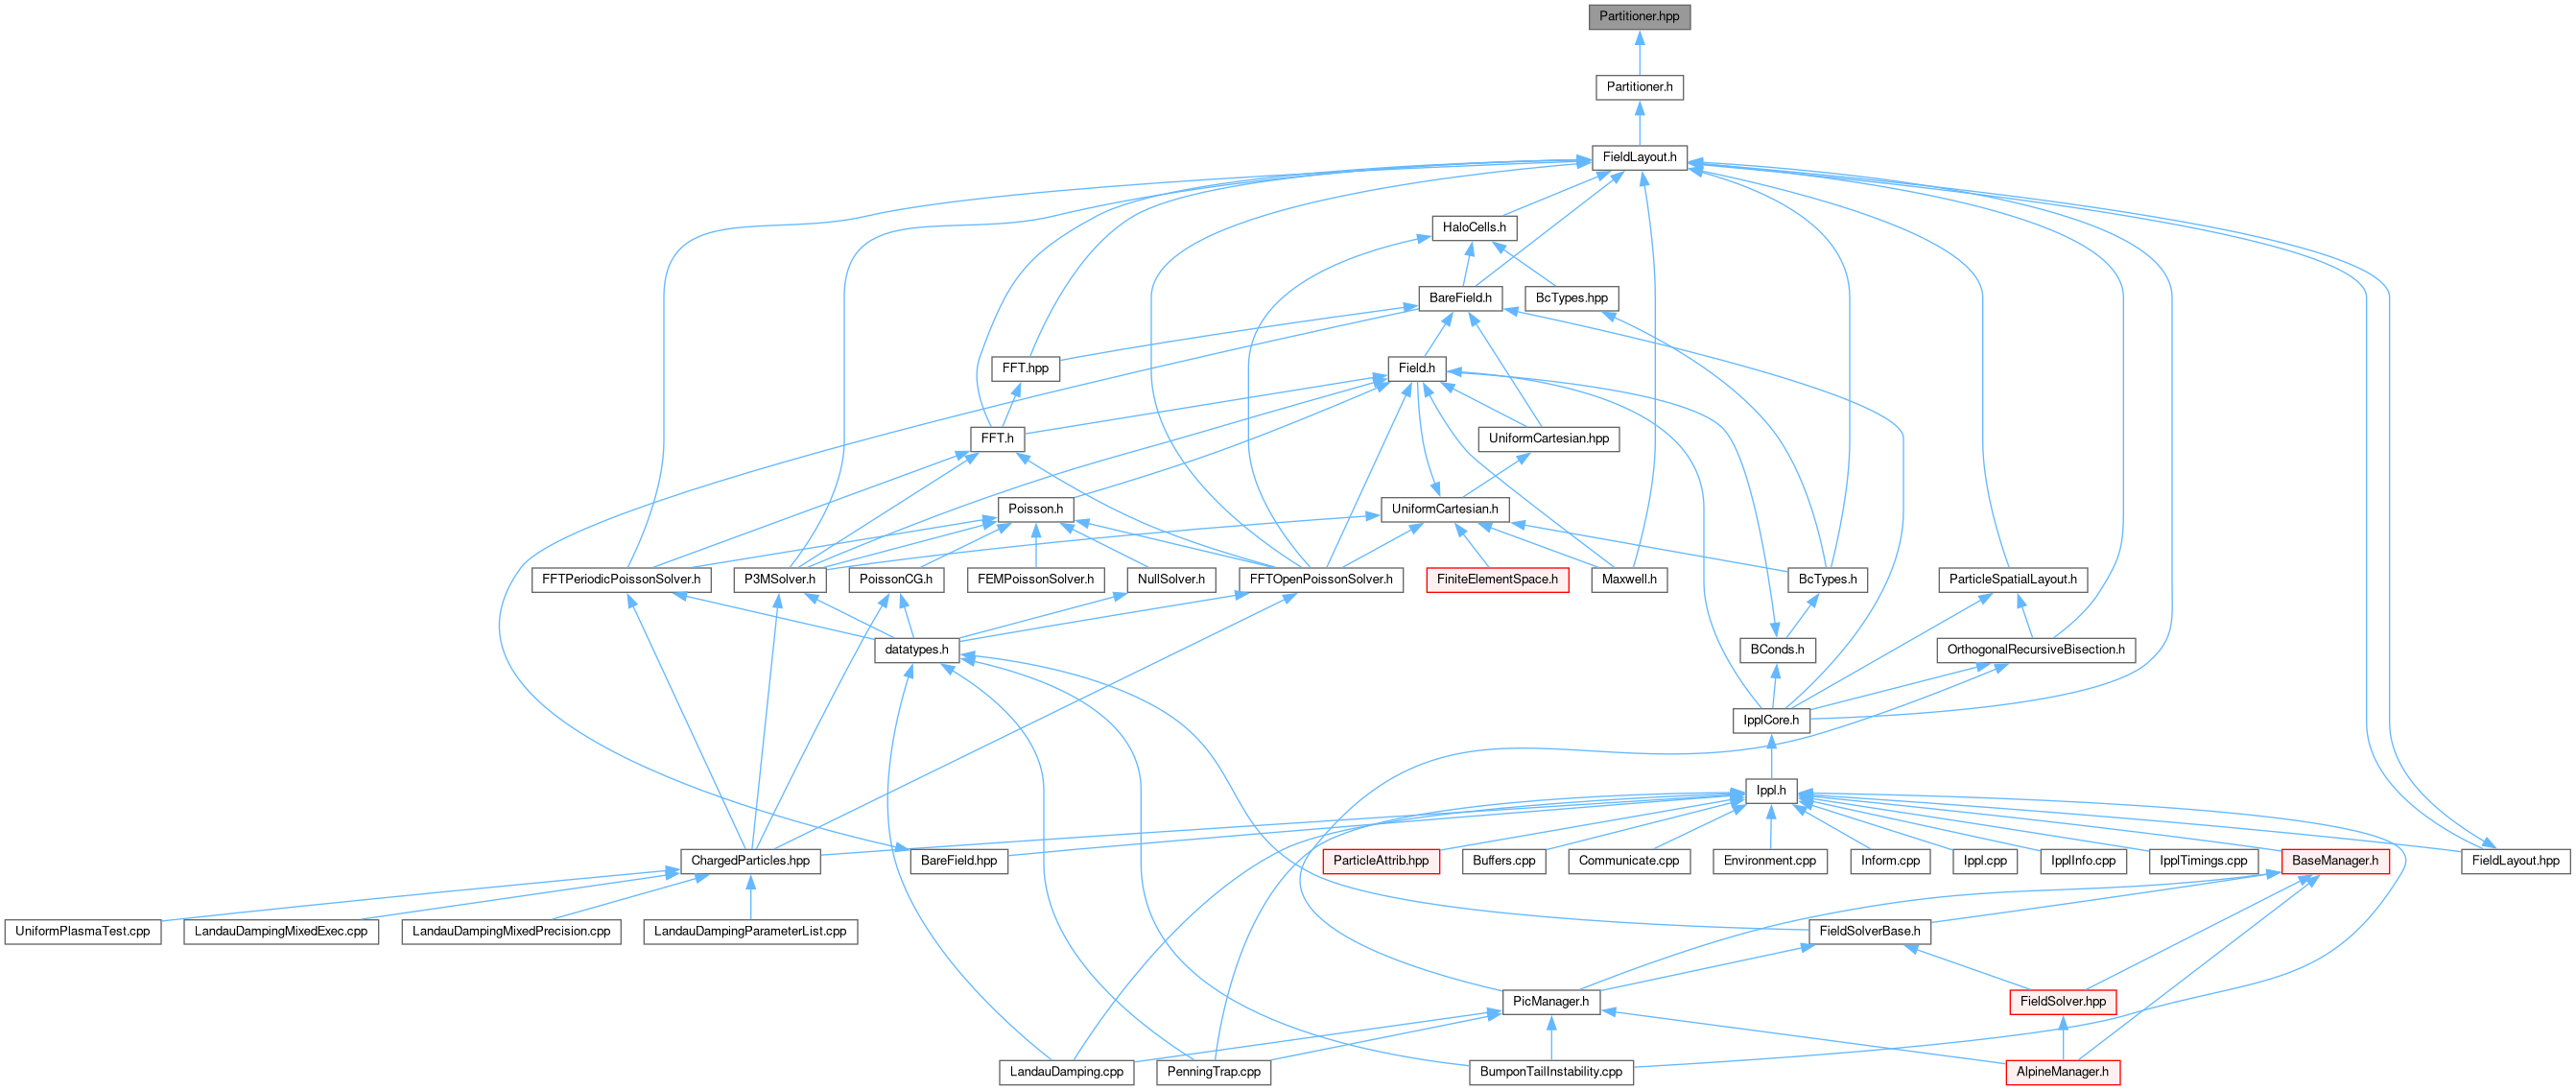 Partitioner.hpp
Partitioner.h
FieldLayout.h
HaloCells.h
BareField.h
BcTypes.hpp
FFT.hpp
Field.h
FFT.h
UniformCartesian.hpp
Poisson.h
UniformCartesian.h
FFTPeriodicPoissonSolver.h
P3MSolver.h
PoissonCG.h
FEMPoissonSolver.h
NullSolver.h
FFTOpenPoissonSolver.h
FiniteElementSpace.h
Maxwell.h
BcTypes.h
ParticleSpatialLayout.h
datatypes.h
BConds.h
OrthogonalRecursiveBisection.h
IpplCore.h
Ippl.h
ChargedParticles.hpp
BareField.hpp
ParticleAttrib.hpp
Buffers.cpp
Communicate.cpp
Environment.cpp
Inform.cpp
Ippl.cpp
IpplInfo.cpp
IpplTimings.cpp
BaseManager.h
FieldLayout.hpp
UniformPlasmaTest.cpp
LandauDampingMixedExec.cpp
LandauDampingMixedPrecision.cpp
LandauDampingParameterList.cpp
FieldSolverBase.h
PicManager.h
FieldSolver.hpp
LandauDamping.cpp
PenningTrap.cpp
BumponTailInstability.cpp
AlpineManager.h